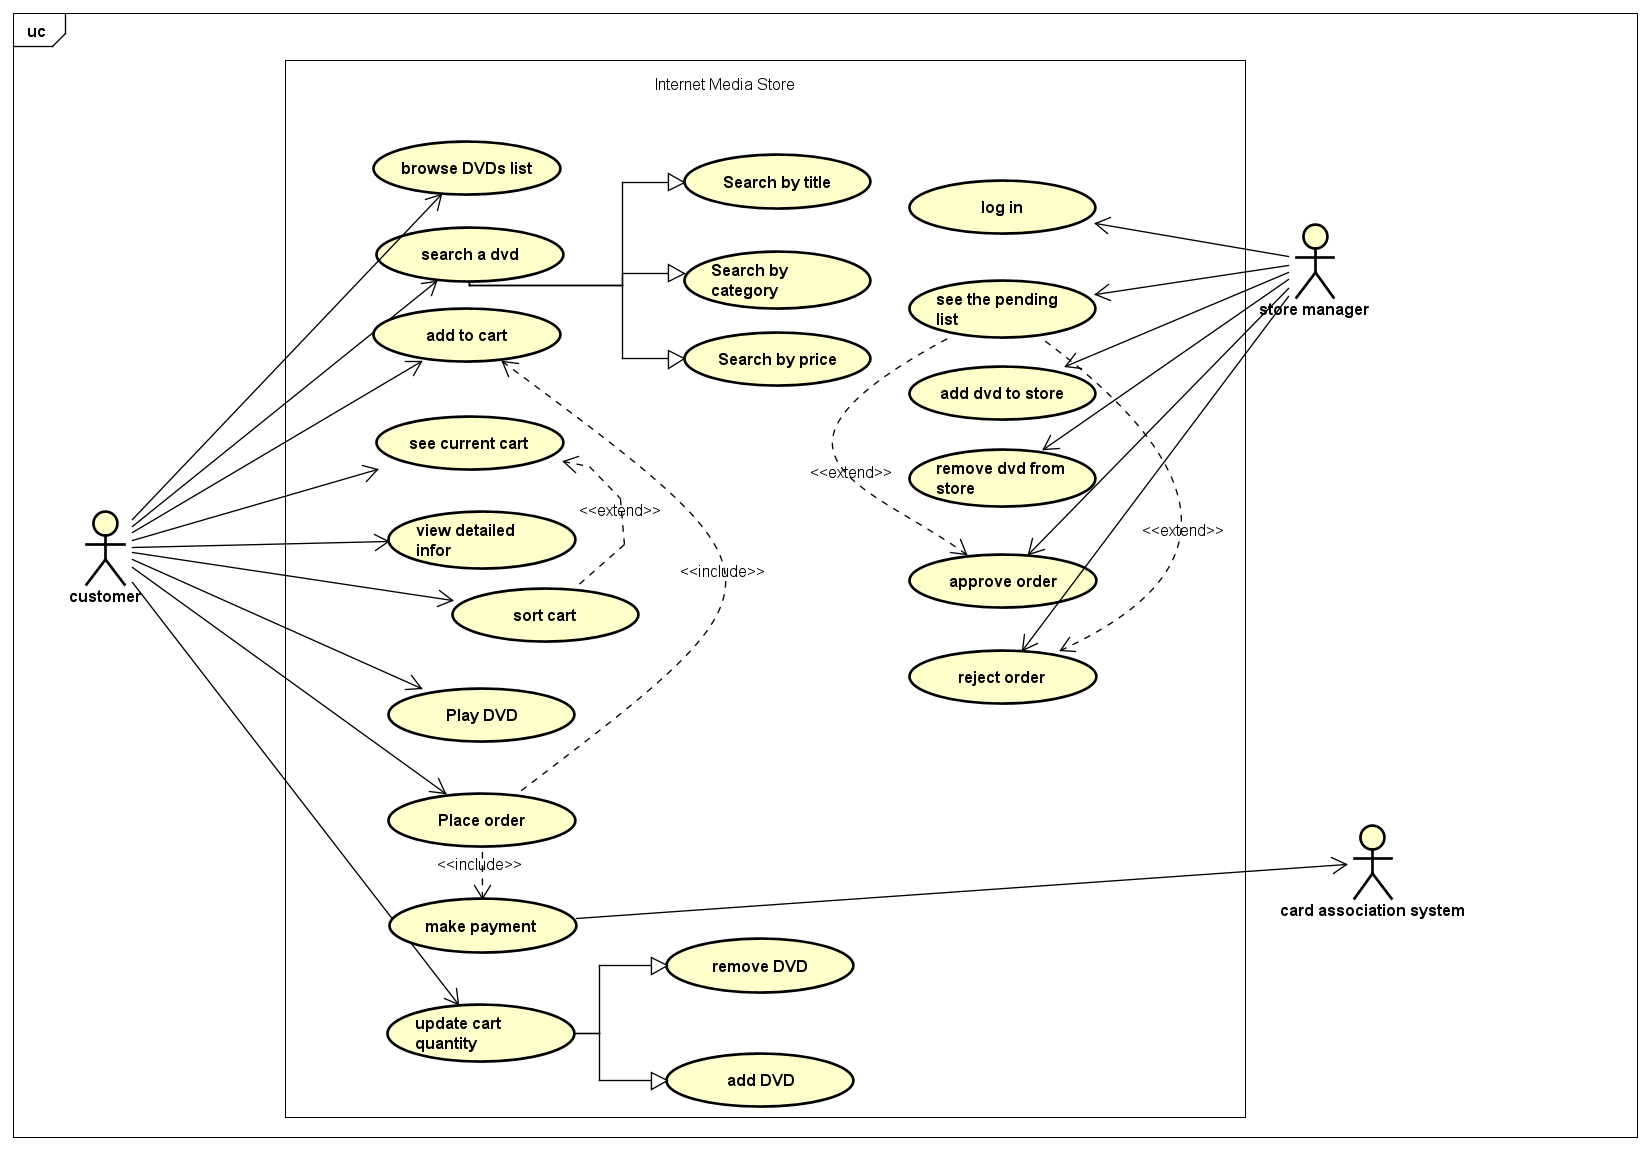 uc
Internet Media Store
browse DVDs list
Search by title
log in
search a dvd
Search by
category
see the pending
list
store manager
add to cart
Search by price
add dvd to store
see current cart
remove dvd from
store
<<extend>>
<<extend>>
<<extend>>
view detailed
infor
<<include>>
approve order
customer
sort cart
reject order
Play DVD
Place order
<<include>>
card association system
make payment
remove DVD
update cart
quantity
add DVD